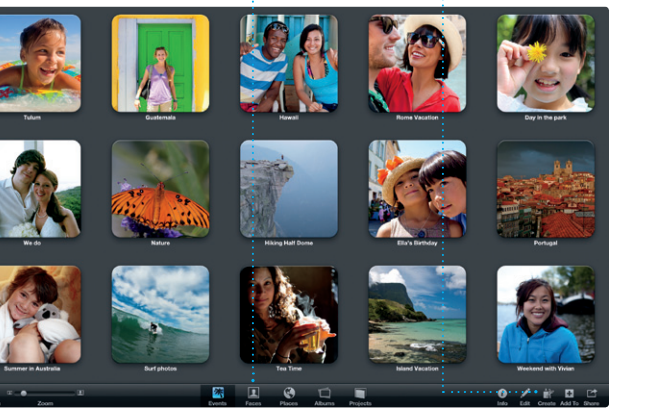 Tulum Guatemala Hawaii Rome Vacation Day in the park
We do Nature Hiking Half Dome Ella's Birthday Portugal
Summer in Australia Surf photos Tea Time Island Vacation Weekend with Vivian
Zoom Events Faces Places Albums Projects Info Edit Create Add To Share